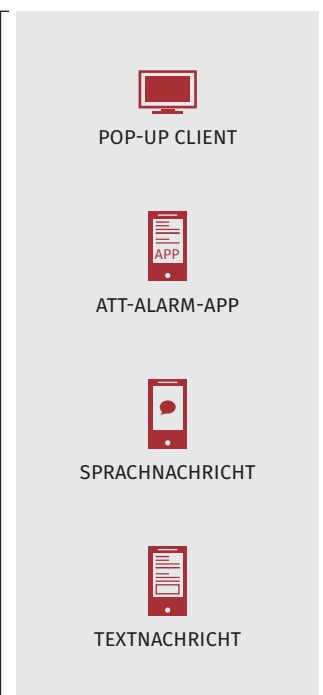 POP-UP CLIENT
APP
ATT-ALARM-APP
SPRACHNACHRICHT
TEXTNACHRICHT